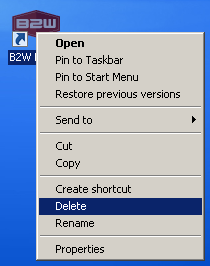 B2W
B2W
Open
Pin to Taskbar
Pin to Start Menu
Restore previous versions
Send to
Cut
Copy
Create shortcut
Delete
Rename
Properties